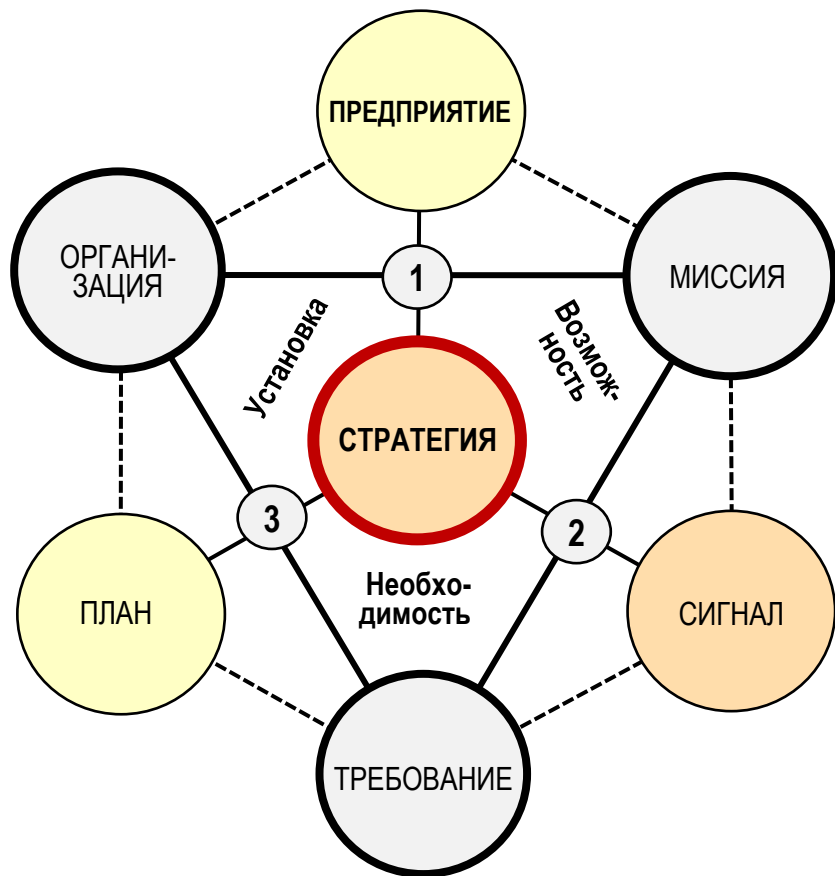 ПРЕДПРИЯТИЕ
ОРГАНИ-
ЗАЦИЯ
1
МИССИЯ
Установка
Возмож-
ность
СТРАТЕГИЯ
3
2
Необхо-
димость
ПЛАН
СИГНАЛ
ТРЕБОВАНИЕ